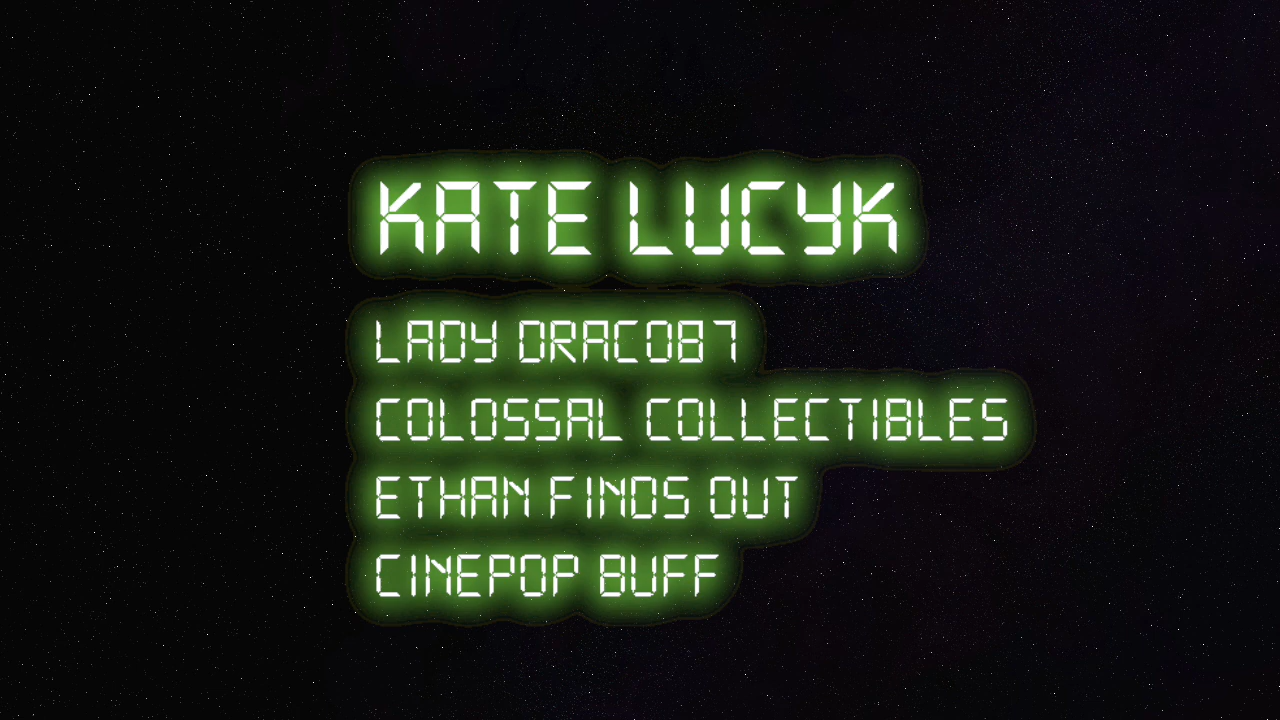 KATE LUCYK
LADY DRACO87
COLOSSAL COLLECTIBLES
ETHAN FINDS OUT
CINEPOP BUFF